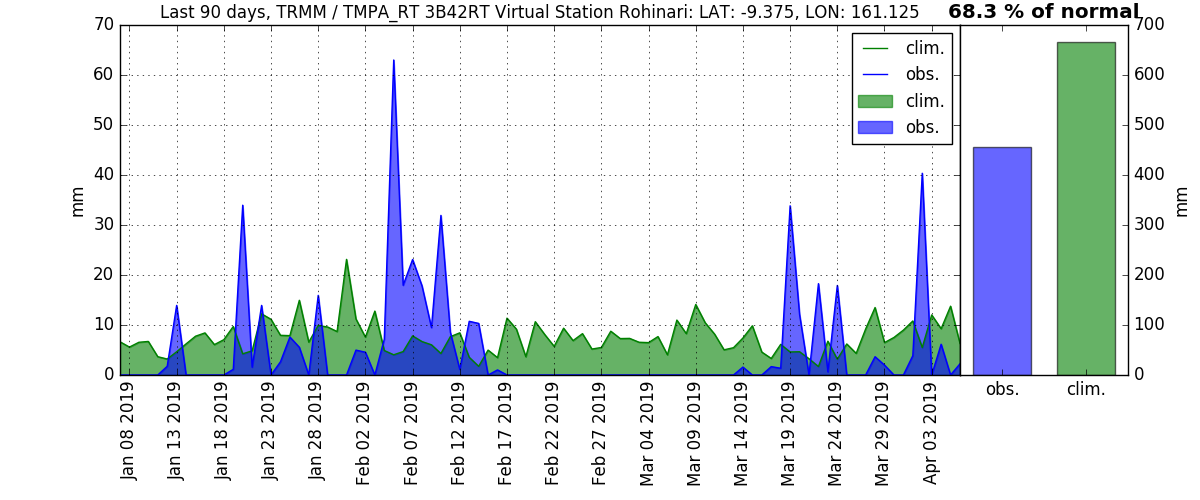 Last 90 days, TRMM / TMPA_RT 3B42RT Virtual Station Rohinari: LAT: -9.375, LON: 161.125
68.3 % of normal
70
60
50
40
30
20
10
0
mm
clim.
obs.
clim.
obs.
Jan 08 2019
Jan 13 2019
Jan 18 2019
Jan 23 2019
Jan 28 2019
Feb 02 2019
Feb 07 2019
Feb 12 2019
Feb 17 2019
Feb 22 2019
Feb 27 2019
Mar 04 2019
Mar 09 2019
Mar 14 2019
Mar 19 2019
Mar 24 2019
Mar 29 2019
Apr 03 2019
700
600
500
400
300
200
100
0
mm
obs.
clim.